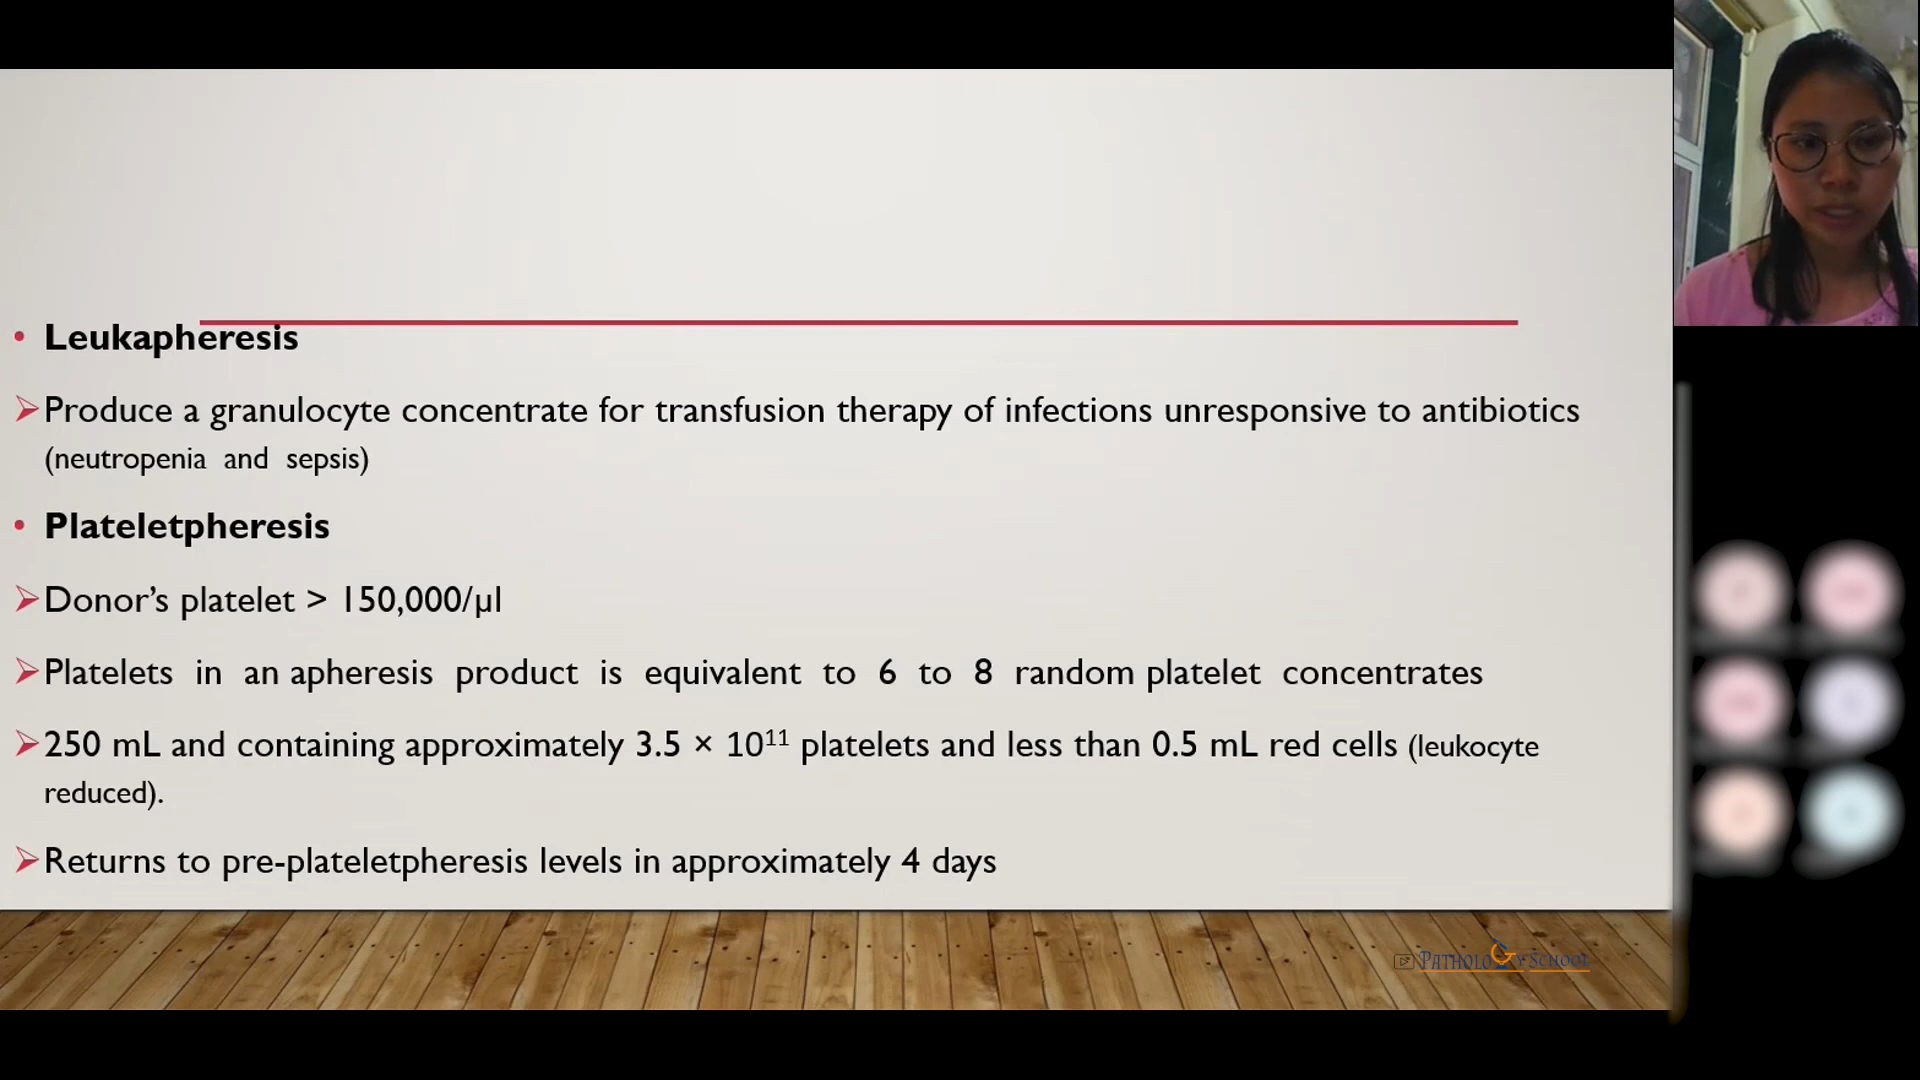 Leukapheresis
Produce a granulocyte concentrate for transfusion therapy of infections unresponsive to antibiotics
(neutropenia and sepsis)
Plateletpheresis
Donor’s platelet > 150,000/µl
Platelets in an apheresis product is equivalent to 6 to 8 random platelet concentrates
250 mL and containing approximately 3.5 × 10¹¹ platelets and less than 0.5 mL red cells (leukocyte
reduced).
Returns to pre-plateletpheresis levels in approximately 4 days
PATHOLOGY SCHOOL